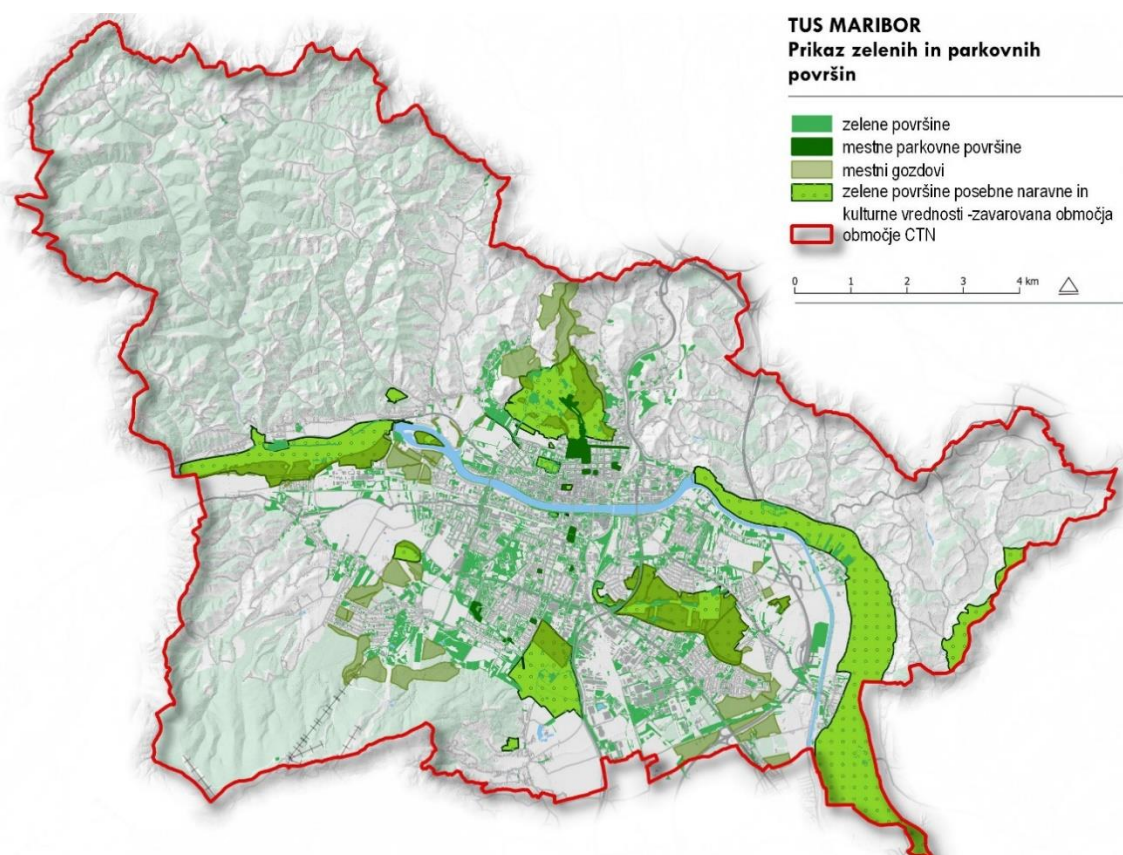 TUS MARIBOR
Prikaz zelenih in parkovnih
površin
zelene površine
mestne parkovne površine
mestni gozdovi
zelene površine posebne naravne in
kulturne vrednosti -zavarovana območja
območje CTN
0 1 2 3 4 km